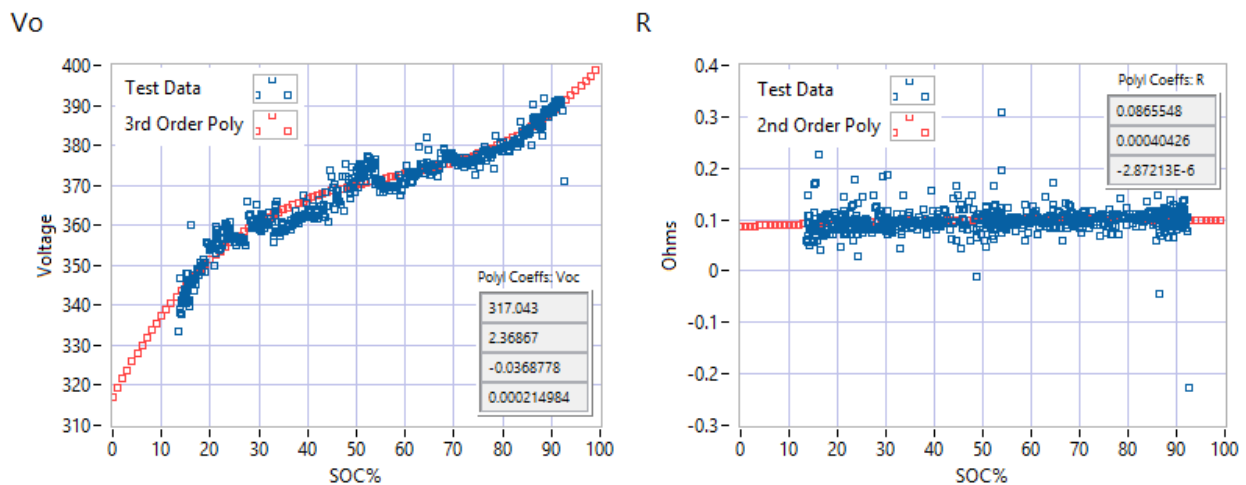 Vo
Test Data
3rd Order Poly
400
390
380
370
360
350
340
330
320
310
Voltage
0 10 20 30 40 50 60 70 80 90 100
SOC%
Polyl Coeffs: Voc
317.043
2.36867
-0.0368778
0.000214984
R
Test Data
2nd Order Poly
0.4
0.3
0.2
0.1
0
-0.1
-0.2
-0.3
Ohms
0 10 20 30 40 50 60 70 80 90 100
SOC%
Polyl Coeffs: R
0.0865548
0.00040426
-2.87213E-6